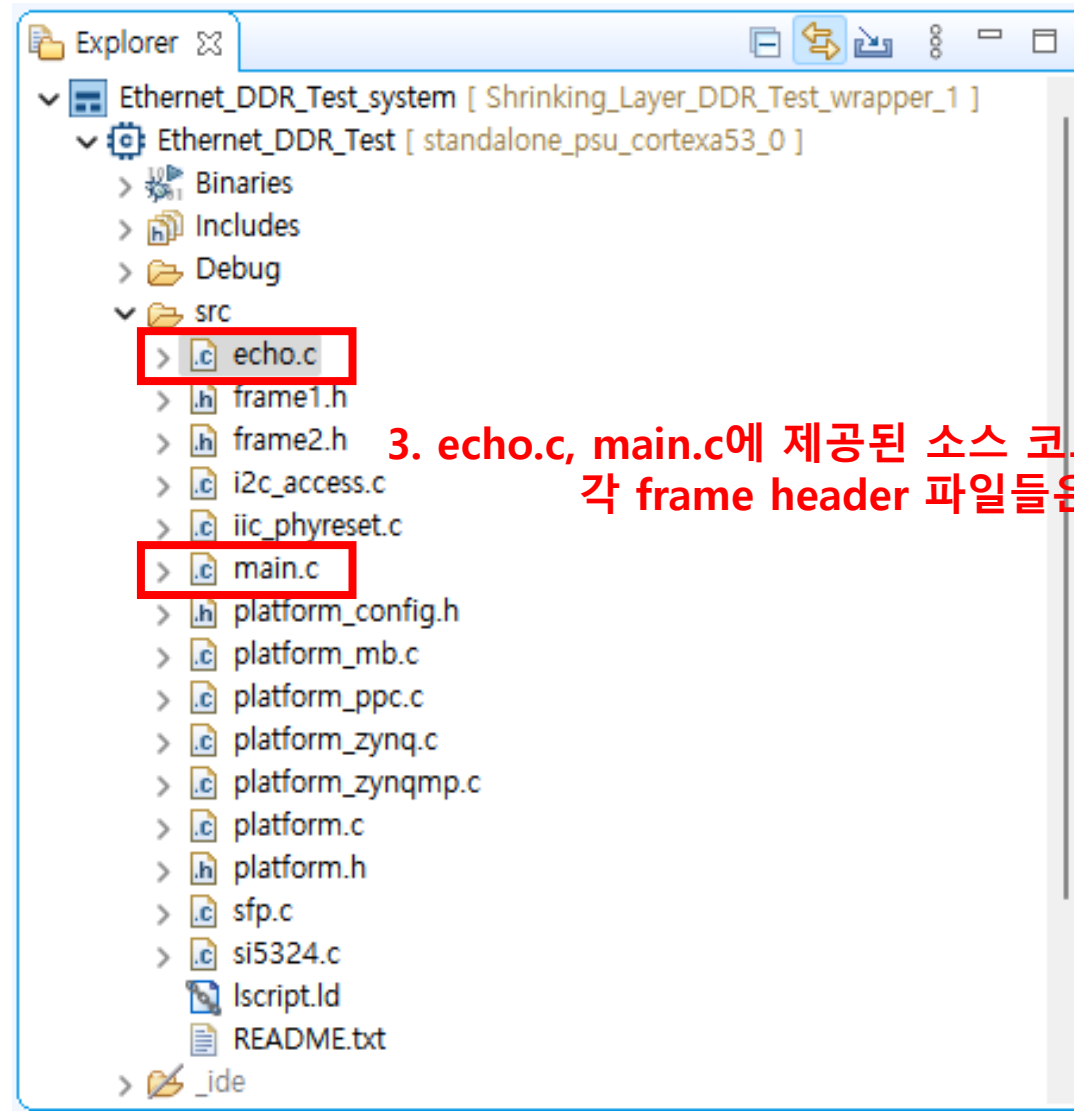 Explorer
Ethernet_DDR_Test_system [ Shrinking_Layer_DDR_Test_wrapper_1 ]
Ethernet_DDR_Test [ standalone_psu_cortexa53_0 ]
Binaries
Includes
Debug
src
echo.c
frame1.h
frame2.h
3. echo.c, main.c에 제공된 소스
각 frame header 파일들은
i2c_access.c
iic_phyreset.c
main.c
platform_config.h
platform_mb.c
platform_ppc.c
platform_zynq.c
platform_zynqmp.c
platform.c
platform.h
sfp.c
si5324.c
lscript.ld
README.txt
_ide